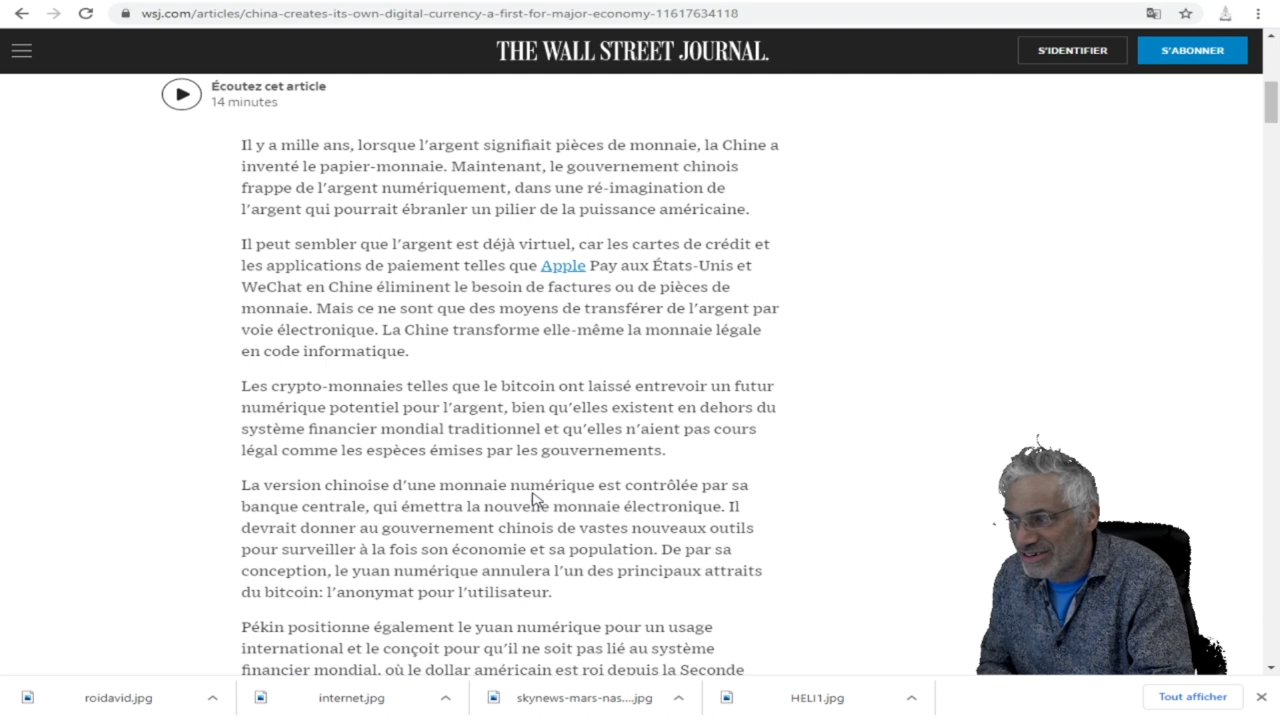 wsj.com/articles/china-creates-its-own-digital-currency-a-first-for-major-economy-11617634118
THE WALL STREET JOURNAL.
S'IDENTIFIER
S'ABONNER
Écoutez cet article
14 minutes
Il y a mille ans, lorsque l'argent signifiait pièces de monnaie, la Chine a
inventé le papier-monnaie. Maintenant, le gouvernement chinois
frappe de l'argent numériquement, dans une ré-imagination de
l'argent qui pourrait ébranler un pilier de la puissance américaine.
Il peut sembler que l'argent est déjà virtuel, car les cartes de crédit et
les applications de paiement telles que Apple Pay aux États-Unis et
WeChat en Chine éliminent le besoin de factures ou de pièces de
monnaie. Mais ce ne sont que des moyens de transférer de l'argent par
voie électronique. La Chine transforme elle-même la monnaie légale
en code informatique.
Les crypto-monnaies telles que le bitcoin ont laissé entrevoir un futur
numérique potentiel pour l'argent, bien qu'elles existent en dehors du
système financier mondial traditionnel et qu'elles n'aient pas cours
légal comme les espèces émises par les gouvernements.
La version chinoise d'une monnaie numérique est contrôlée par sa
banque centrale, qui émettra la nouvelle monnaie électronique. Il
devrait donner au gouvernement chinois de vastes nouveaux outils
pour surveiller à la fois son économie et sa population. De par sa
conception, le yuan numérique annulera l'un des principaux attraits
du bitcoin: l'anonymat pour l'utilisateur.
Pékin positionne également le yuan numérique pour un usage
international et le conçoit pour qu'il ne soit pas lié au système
financier mondial, où le dollar américain est roi depuis la Seconde
roidavid.jpg
internet.jpg
skynews-mars-nas....jpg
HELI1.jpg
Tout afficher